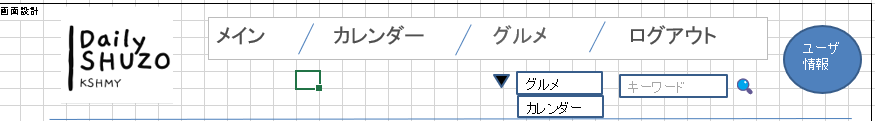 画面設計
Daily
SHUZO
KSHMY
メイン / カレンダー / グルメ / ログアウト
ユーザ
情報
グルメ
キーワード
カレンダー